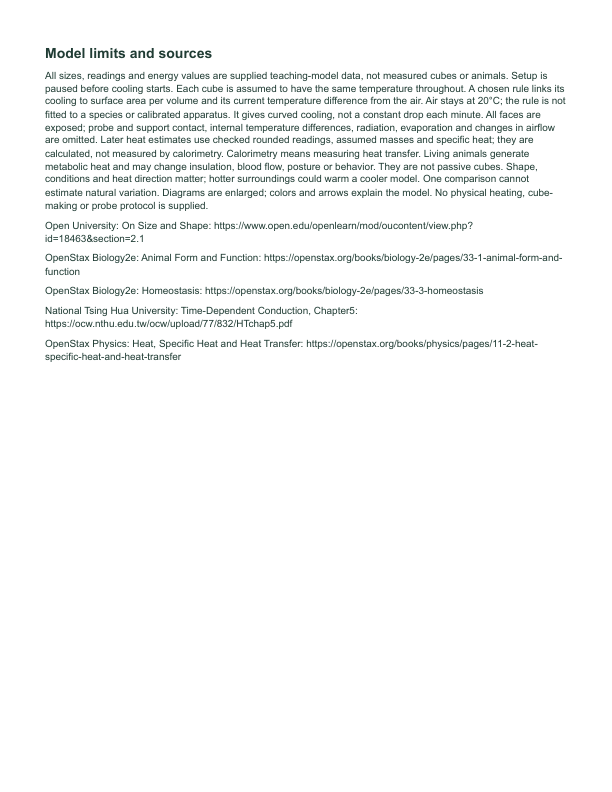 Model limits and sources
All sizes, readings and energy values are supplied teaching-model data, not measured cubes or animals. Setup is
paused before cooling starts. Each cube is assumed to have the same temperature throughout. A chosen rule links its
cooling to surface area per volume and its current temperature difference from the air. Air stays at 20°C; the rule is not
fitted to a species or calibrated apparatus. It gives curved cooling, not a constant drop each minute. All faces are
exposed; probe and support contact, internal temperature differences, radiation, evaporation and changes in airflow
are omitted. Later heat estimates use checked rounded readings, assumed masses and specific heat; they are
calculated, not measured by calorimetry. Calorimetry means measuring heat transfer. Living animals generate
metabolic heat and may change insulation, blood flow, posture or behavior. They are not passive cubes. Shape,
conditions and heat direction matter; hotter surroundings could warm a cooler model. One comparison cannot
estimate natural variation. Diagrams are enlarged; colors and arrows explain the model. No physical heating, cube-
making or probe protocol is supplied.
Open University: On Size and Shape: https://www.open.edu/openlearn/mod/oucontent/view.php?
id=18463&section=2.1
OpenStax Biology2e: Animal Form and Function: https://openstax.org/books/biology-2e/pages/33-1-animal-form-and-
function
OpenStax Biology2e: Homeostasis: https://openstax.org/books/biology-2e/pages/33-3-homeostasis
National Tsing Hua University: Time-Dependent Conduction, Chapter5:
https://ocw.nthu.edu.tw/ocw/upload/77/832/HTchap5.pdf
OpenStax Physics: Heat, Specific Heat and Heat Transfer: https://openstax.org/books/physics/pages/11-2-heat-
specific-heat-and-heat-transfer